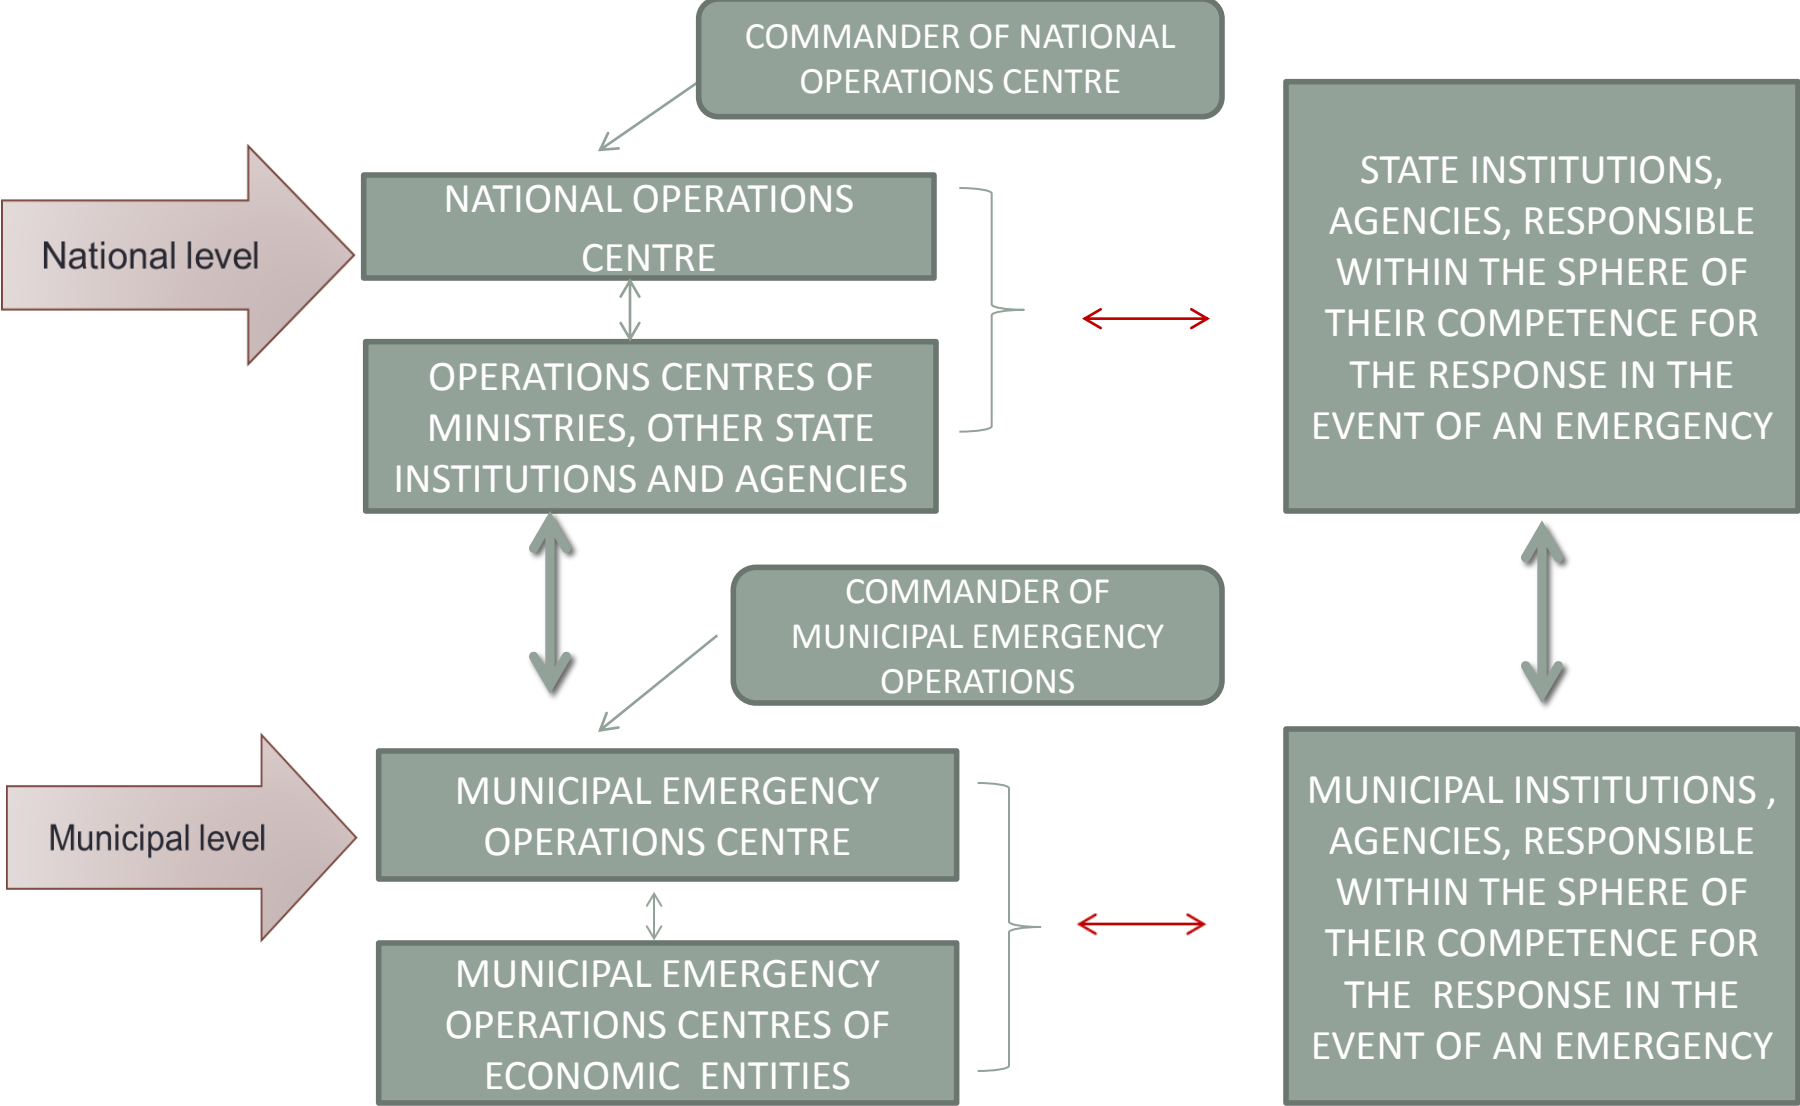 COMMANDER OF NATIONAL
OPERATIONS CENTRE
National level
NATIONAL OPERATIONS
CENTRE
OPERATIONS CENTRES OF
MINISTRIES, OTHER STATE
INSTITUTIONS AND AGENCIES
STATE INSTITUTIONS,
AGENCIES, RESPONSIBLE
WITHIN THE SPHERE OF
THEIR COMPETENCE FOR
THE RESPONSE IN THE
EVENT OF AN EMERGENCY
COMMANDER OF
MUNICIPAL EMERGENCY
OPERATIONS
Municipal level
MUNICIPAL EMERGENCY
OPERATIONS CENTRE
MUNICIPAL EMERGENCY
OPERATIONS CENTRES OF
ECONOMIC  ENTITIES
MUNICIPAL INSTITUTIONS ,
AGENCIES, RESPONSIBLE
WITHIN THE SPHERE OF
THEIR COMPETENCE FOR
THE  RESPONSE IN THE
EVENT OF AN EMERGENCY